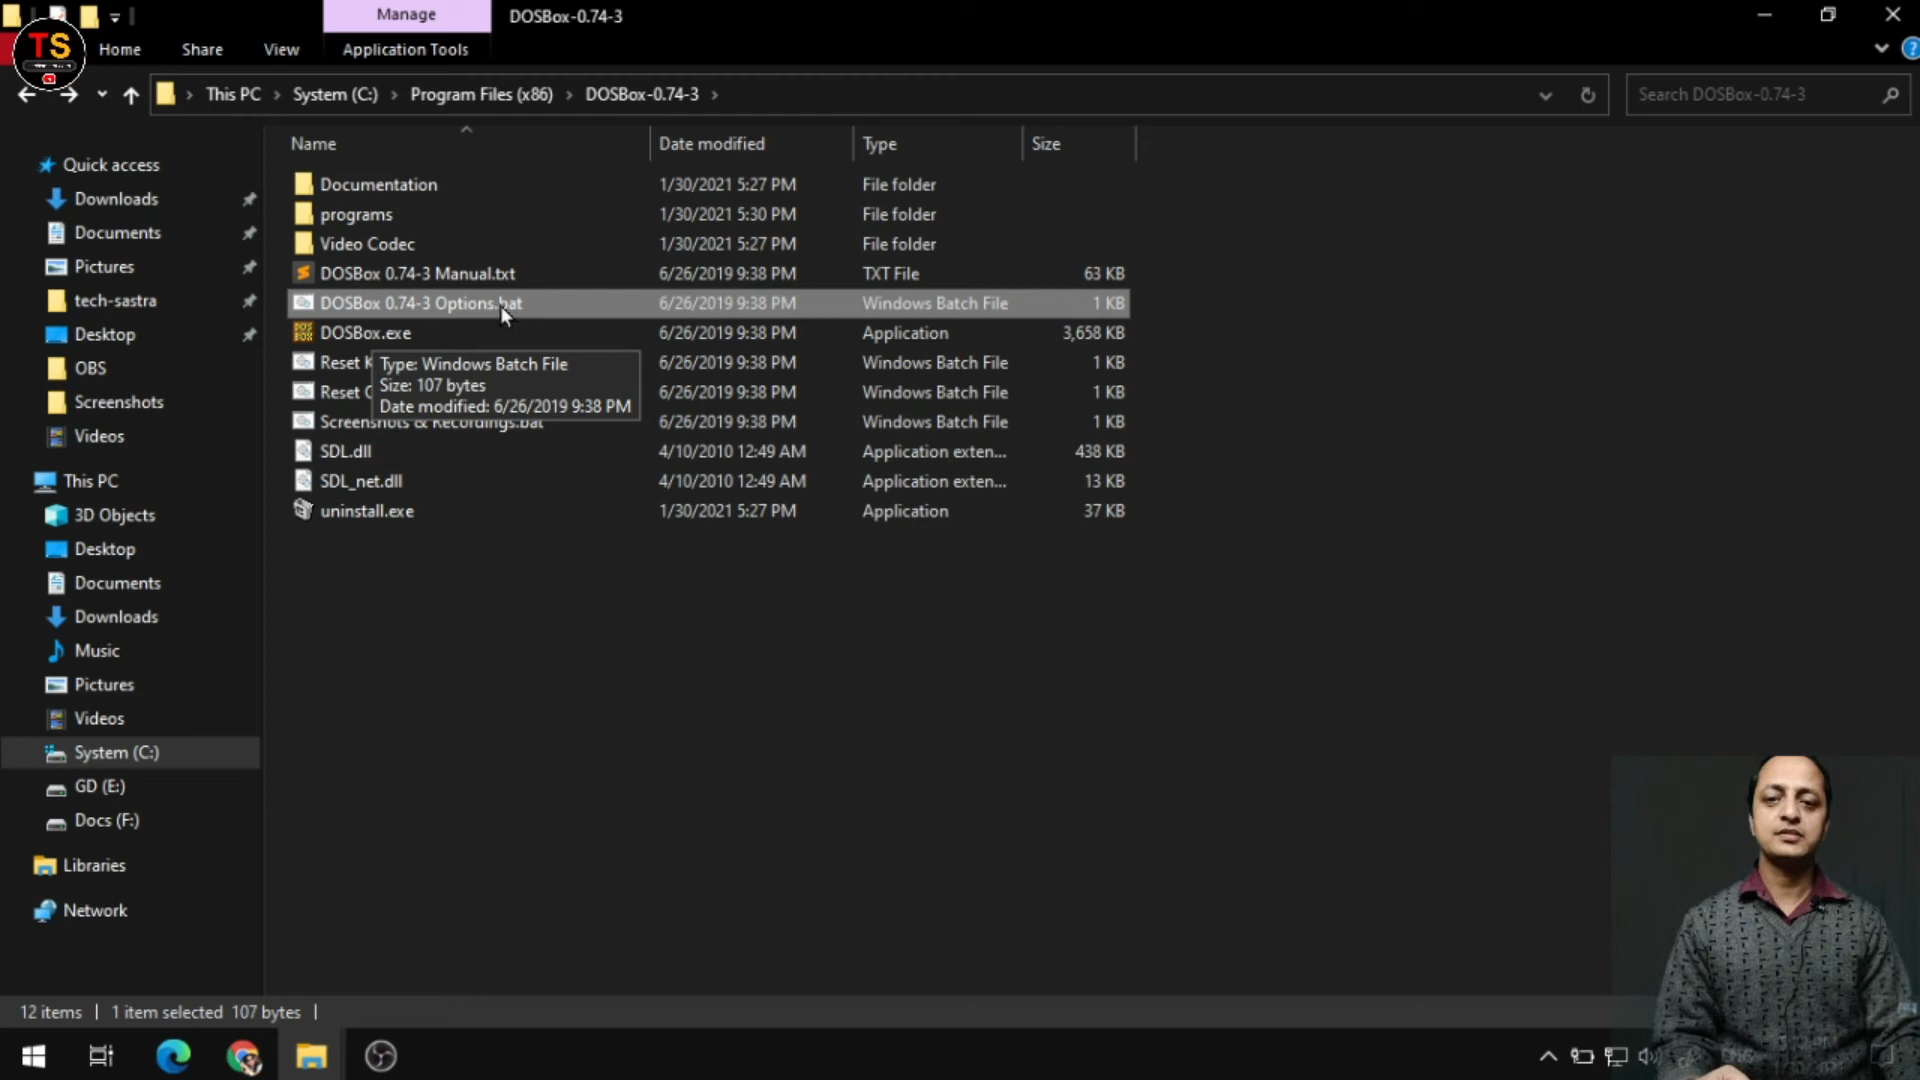 Manage
DOSBox-0.74-3
TS
Home
Share
View
Application Tools
This PC
System (C:)
Program Files (x86)
DOSBox-0.74-3
Search DOSBox-0.74-3
Name
Date modified
Type
Size
Documentation 1/30/2021 5:27 PM File folder
programs 1/30/2021 5:30 PM File folder
Video Codec 1/30/2021 5:27 PM File folder
DOSBox 0.74-3 Manual.txt 6/26/2019 9:38 PM TXT File 63 KB
DOSBox 0.74-3 Options.bat 6/26/2019 9:38 PM Windows Batch File 1 KB
DOSBox.exe 6/26/2019 9:38 PM Application 3,658 KB
Reset 6/26/2019 9:38 PM Windows Batch File 1 KB
Reset 6/26/2019 9:38 PM Windows Batch File 1 KB
Screenshots & Recordings.bat 6/26/2019 9:38 PM Windows Batch File 1 KB
SDL.dll 4/10/2010 12:49 AM Application exten... 438 KB
SDL_net.dll 4/10/2010 12:49 AM Application exten... 13 KB
uninstall.exe 1/30/2021 5:27 PM Application 37 KB
Type: Windows Batch File
Size: 107 bytes
Date modified: 6/26/2019 9:38 PM
Quick access
Downloads
Documents
Pictures
tech-sastra
Desktop
OBS
Screenshots
Videos
This PC
3D Objects
Desktop
Documents
Downloads
Music
Pictures
Videos
System (C:)
GD (E:)
Docs (F:)
Libraries
Network
12 items
1 item selected 107 bytes